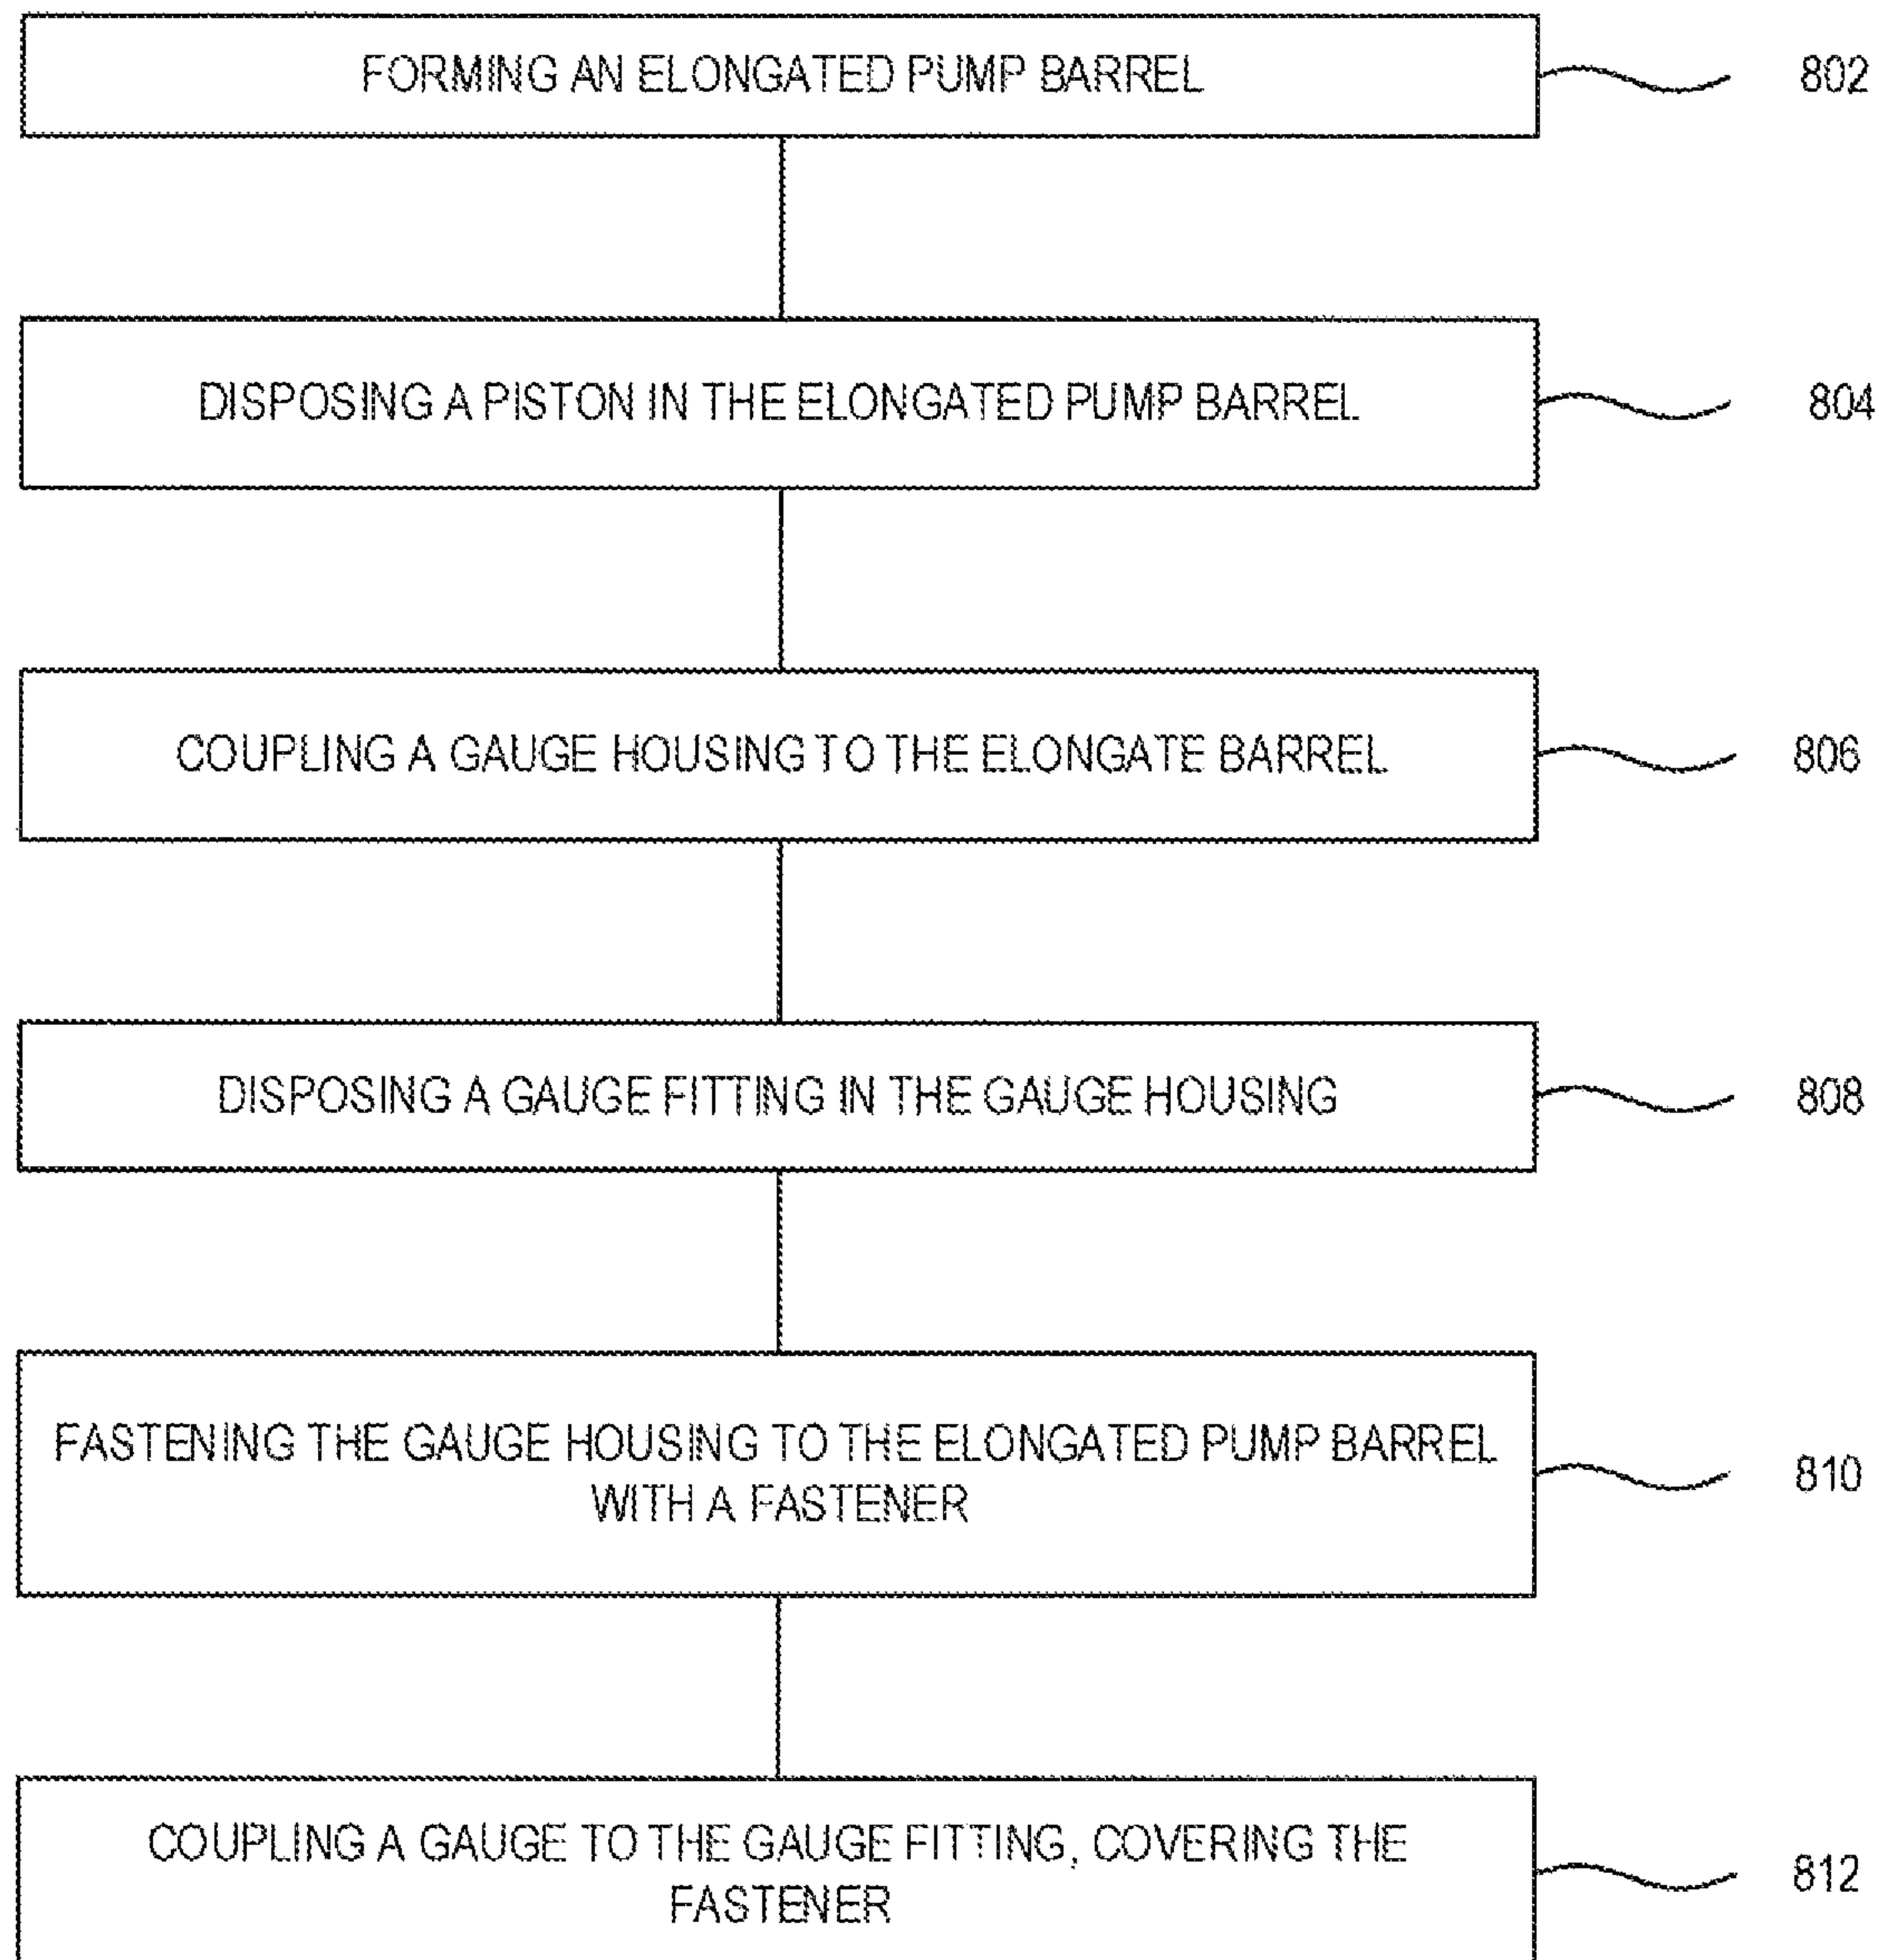 FORMING AN ELONGATED PUMP BARREL
802
DISPOSING A PISTON IN THE ELONGATED PUMP BARREL
804
COUPLING A GAUGE HOUSING TO THE ELONGATE BARREL
806
DISPOSING A GAUGE FITTING IN THE GAUGE HOUSING
808
FASTENING THE GAUGE HOUSING TO THE ELONGATED PUMP BARREL
WITH A FASTENER
810
COUPLING A GAUGE TO THE GAUGE FITTING, COVERING THE
FASTENER
812